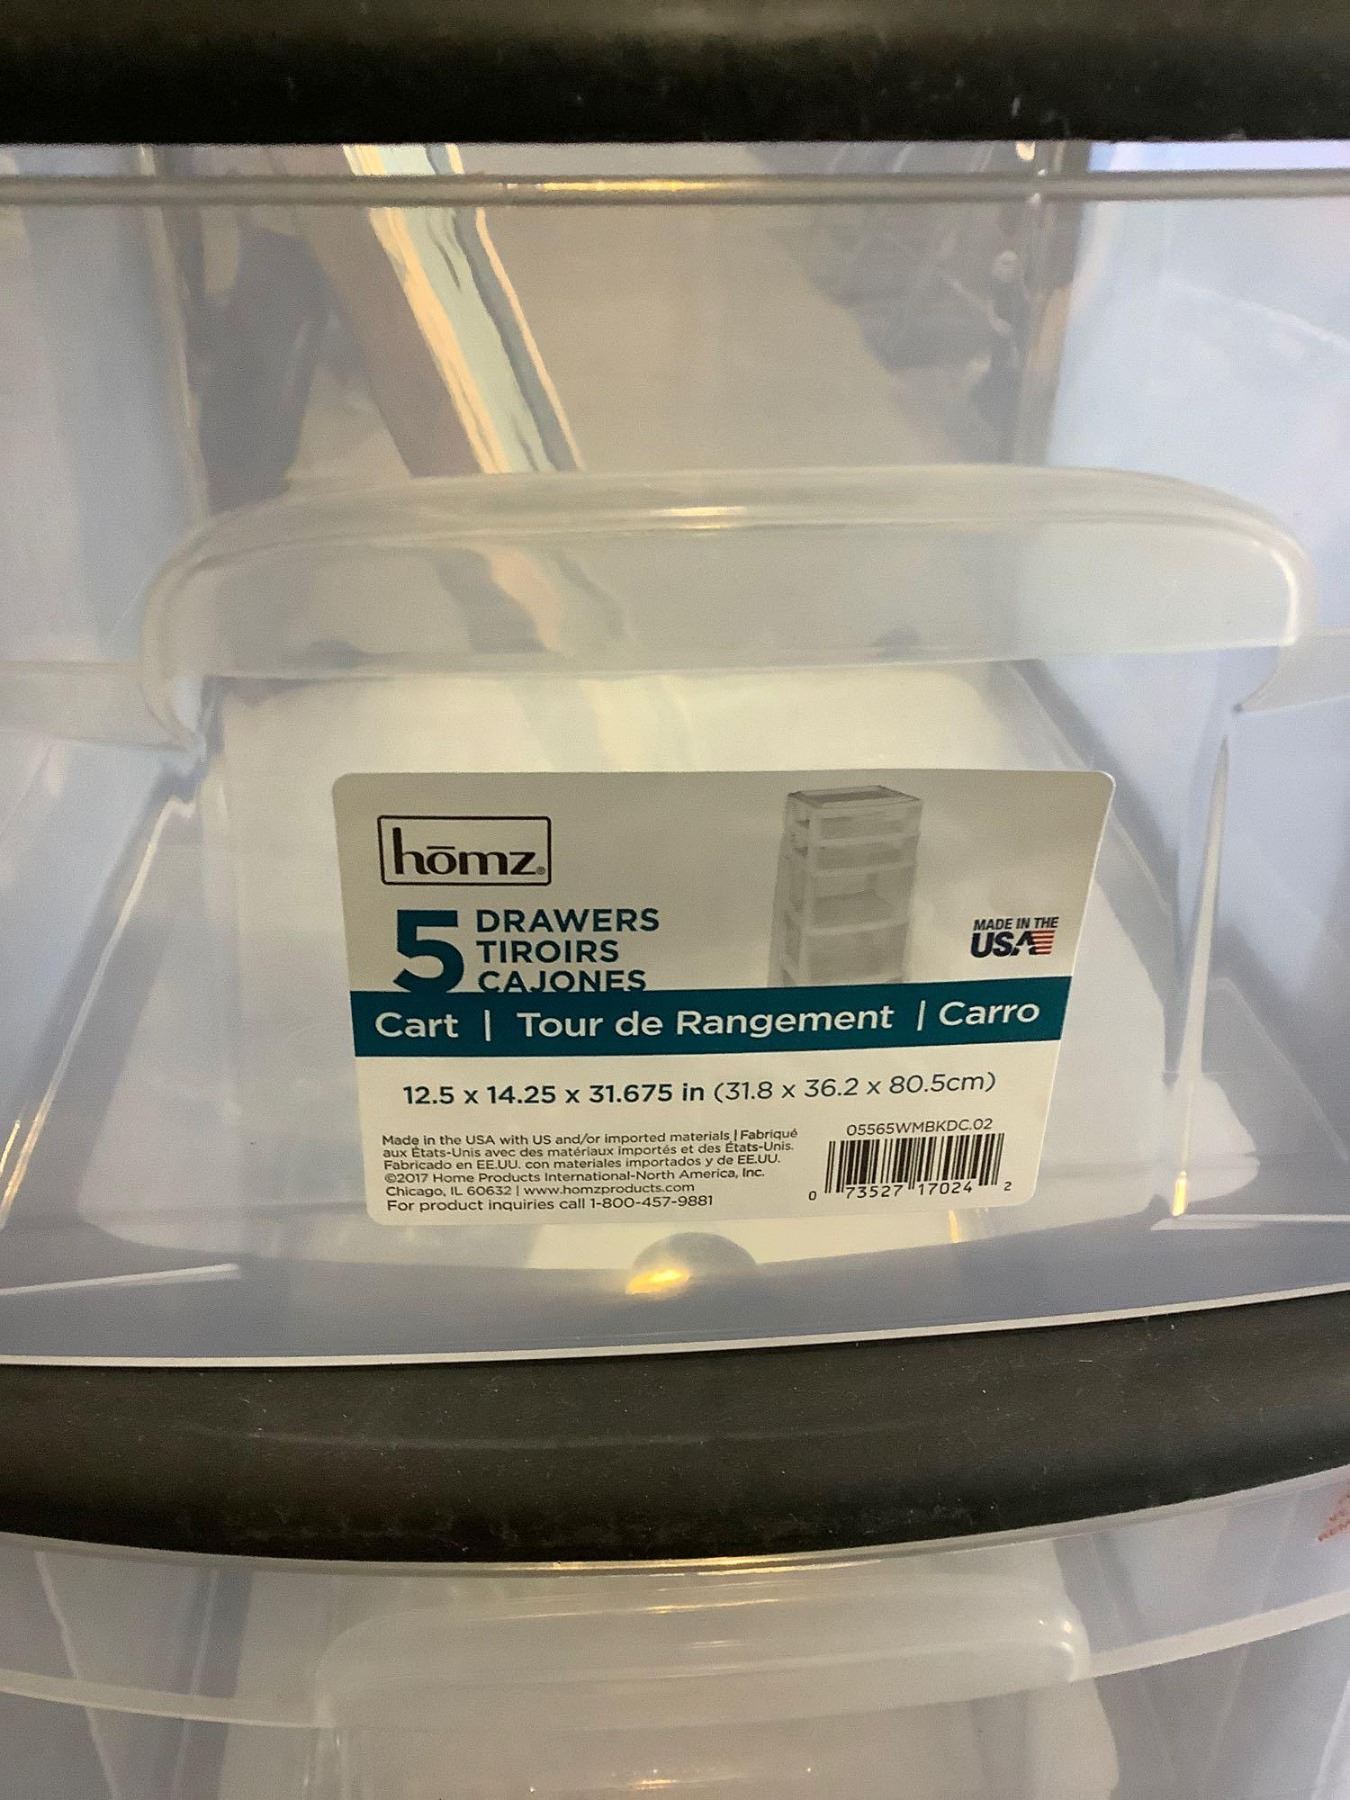 hōmz®
5 DRAWERS
TIROIRS
CAJONES
MADE IN THE
USA
Cart | Tour de Rangement | Carro
12.5 x 14.25 x 31.675 in (31.8 x 36.2 x 80.5cm)
Made in the USA with US and/or imported materials | Fabriqué
aux États-Unis avec des matériaux importés et des États-Unis.
Fabricado en EE.UU. con materiales importados y de EE.UU.
©2017 Home Products International-North America, Inc.
Chicago, IL 60632 | www.homzproducts.com
For product inquiries call 1-800-457-9881
05565WMBKDC.02
0 73527 17024 2